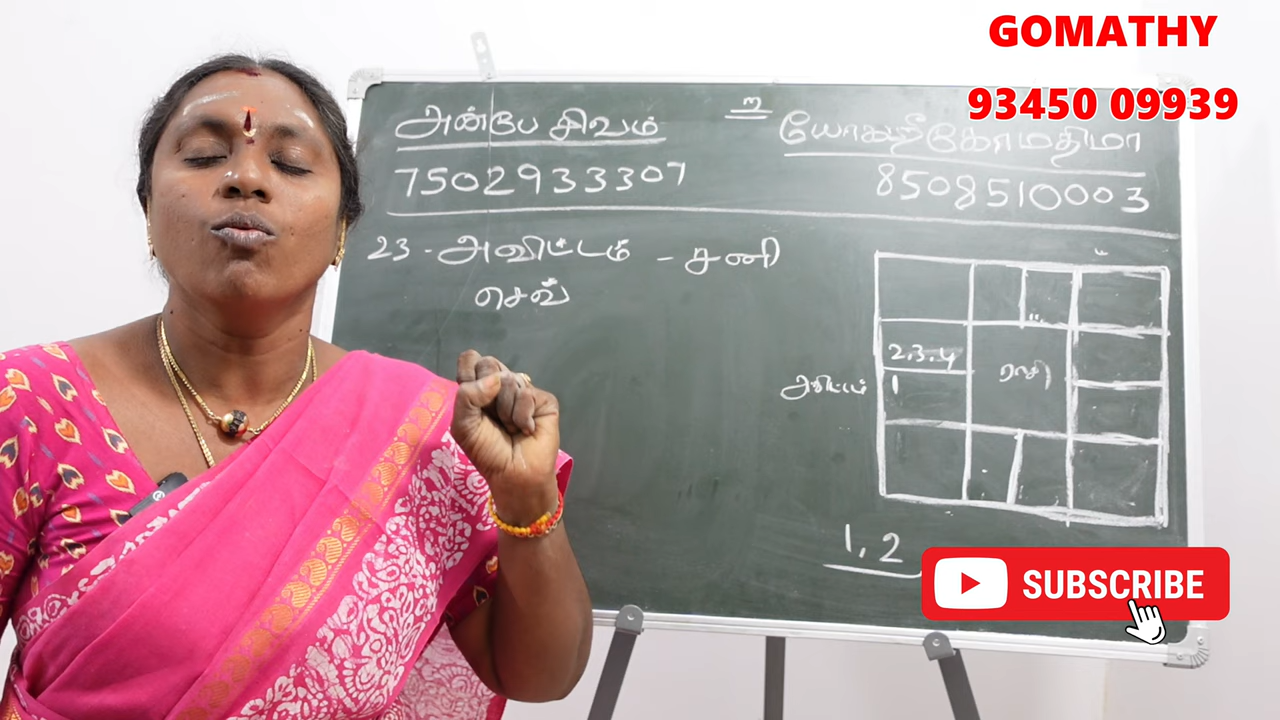 GOMATHY
93450 09939
உ
அன்பே சிவம்
யோகஸ்ரீகோமதிமா
7502933307
8508510003
23 - அவிட்டம் - சனி
செவ்
2.3.4
அவிட்டம்
1
ராசி
1, 2
SUBSCRIBE